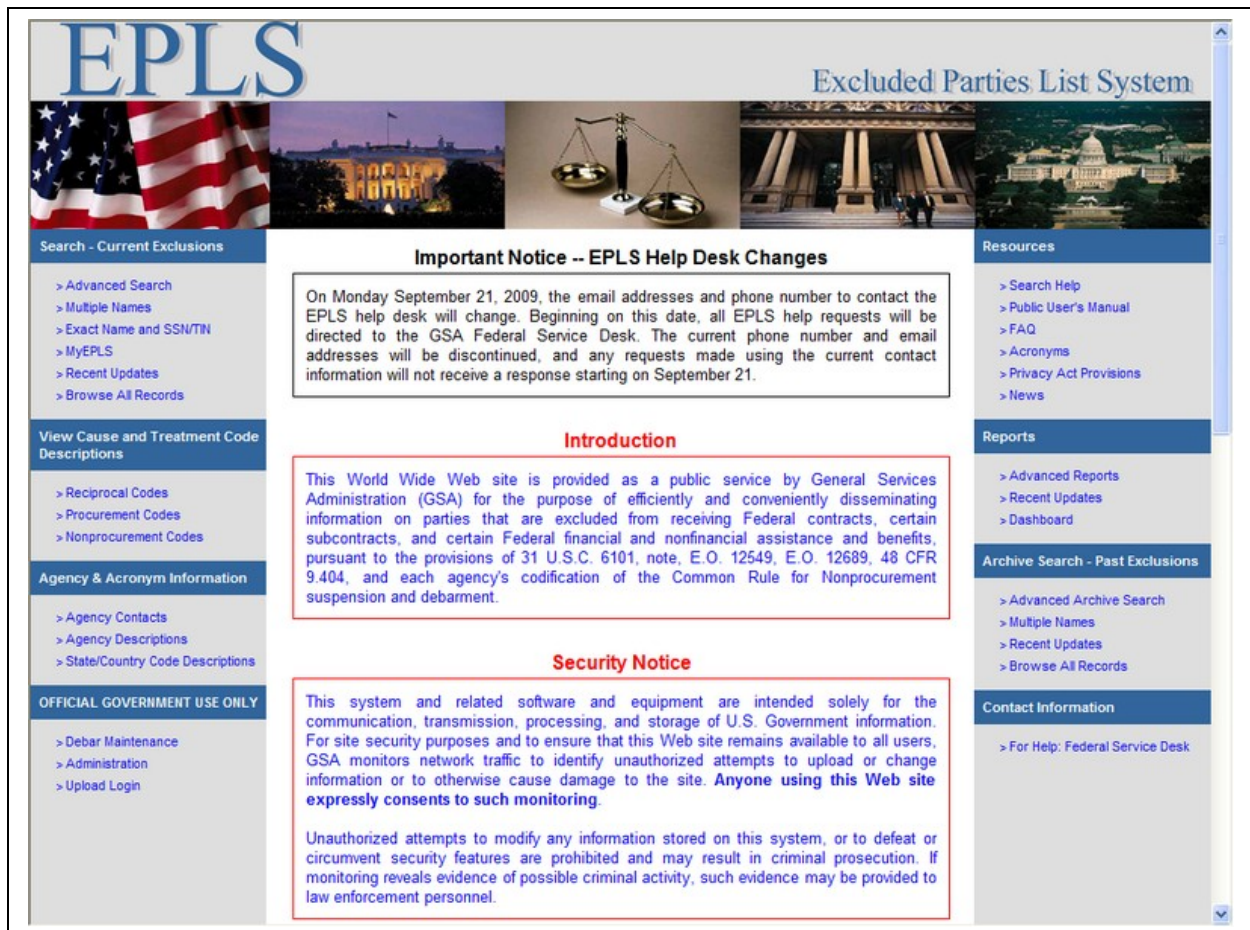 EPLS
Excluded Parties List System
Search - Current Exclusions
> Advanced Search
> Multiple Names
> Exact Name and SSN/TIN
> MyEPLS
> Recent Updates
> Browse All Records
View Cause and Treatment Code
Descriptions
> Reciprocal Codes
> Procurement Codes
> Nonprocurement Codes
Agency & Acronym Information
> Agency Contacts
> Agency Descriptions
> State/Country Code Descriptions
OFFICIAL GOVERNMENT USE ONLY
> Debar Maintenance
> Administration
> Upload Login
Important Notice -- EPLS Help Desk Changes
On Monday September 21, 2009, the email addresses and phone number to contact the
EPLS help desk will change. Beginning on this date, all EPLS help requests will be
directed to the GSA Federal Service Desk. The current phone number and email
addresses will be discontinued, and any requests made using the current contact
information will not receive a response starting on September 21.
Introduction
This World Wide Web site is provided as a public service by General Services
Administration (GSA) for the purpose of efficiently and conveniently disseminating
information on parties that are excluded from receiving Federal contracts, certain
subcontracts, and certain Federal financial and nonfinancial assistance and benefits,
pursuant to the provisions of 31 U.S.C. 6101, note, E.O. 12549, E.O. 12689, 48 CFR
9.404, and each agency's codification of the Common Rule for Nonprocurement
suspension and debarment.
Security Notice
This system and related software and equipment are intended solely for the
communication, transmission, processing, and storage of U.S. Government information.
For site security purposes and to ensure that this Web site remains available to all users,
GSA monitors network traffic to identify unauthorized attempts to upload or change
information or to otherwise cause damage to the site. Anyone using this Web site
expressly consents to such monitoring.
Unauthorized attempts to modify any information stored on this system, or to defeat or
circumvent security features are prohibited and may result in criminal prosecution. If
monitoring reveals evidence of possible criminal activity, such evidence may be provided to
law enforcement personnel.
Resources
> Search Help
> Public User's Manual
> FAQ
> Acronyms
> Privacy Act Provisions
> News
Reports
> Advanced Reports
> Recent Updates
> Dashboard
Archive Search - Past Exclusions
> Advanced Archive Search
> Multiple Names
> Recent Updates
> Browse All Records
Contact Information
> For Help: Federal Service Desk